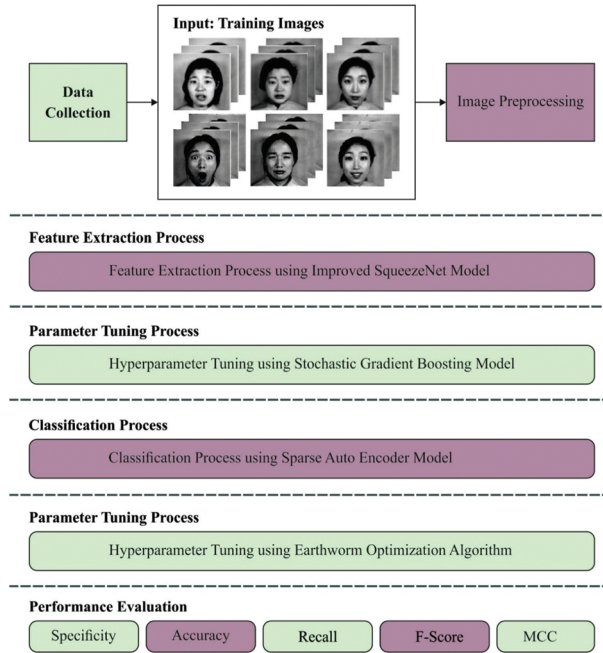 Input: Training Images
Data
Collection
Image Preprocessing
Feature Extraction Process
Feature Extraction Process using Improved SqueezeNet Model
Parameter Tuning Process
Hyperparameter Tuning using Stochastic Gradient Boosting Model
Classification Process
Classification Process using Sparse Auto Encoder Model
Parameter Tuning Process
Hyperparameter Tuning using Earthworm Optimization Algorithm
Performance Evaluation
Specificity
Accuracy
Recall
F-Score
MCC